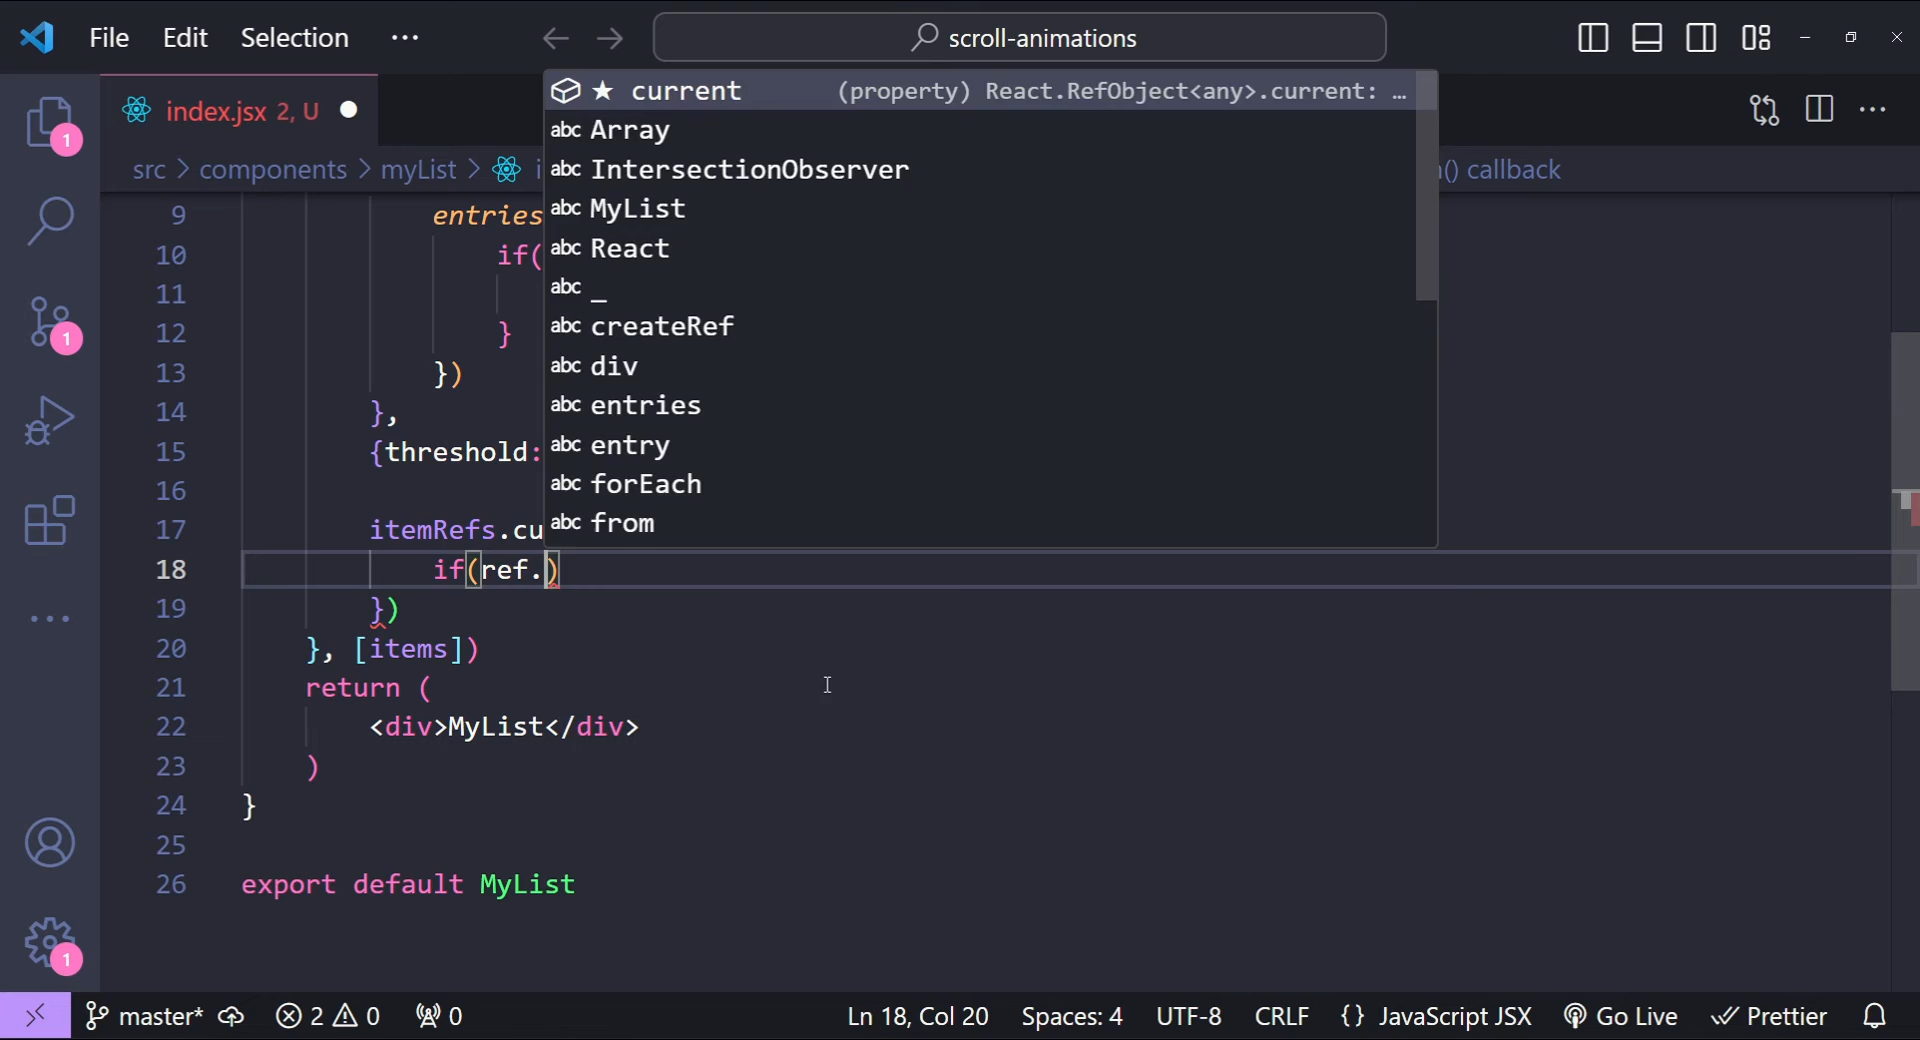 File Edit Selection ··· scroll-animations
index.jsx 2, U
src > components > myList > i () callback
★ current (property) React.RefObject<any>.current: …
abc Array
abc IntersectionObserver
abc MyList
abc React
abc _
abc createRef
abc div
abc entries
abc entry
abc forEach
abc from
1
1
1
9 entries
10 if(
11
12 }
13 })
14 },
15 {threshold:
16
17 itemRefs.cu
18 if(ref.)
19 })
20 }, [items])
21 return (
22 <div>MyList</div>
23 )
24 }
25
26 export default MyList
master* 2 0 0 Ln 18, Col 20 Spaces: 4 UTF-8 CRLF {} JavaScript JSX Go Live Prettier